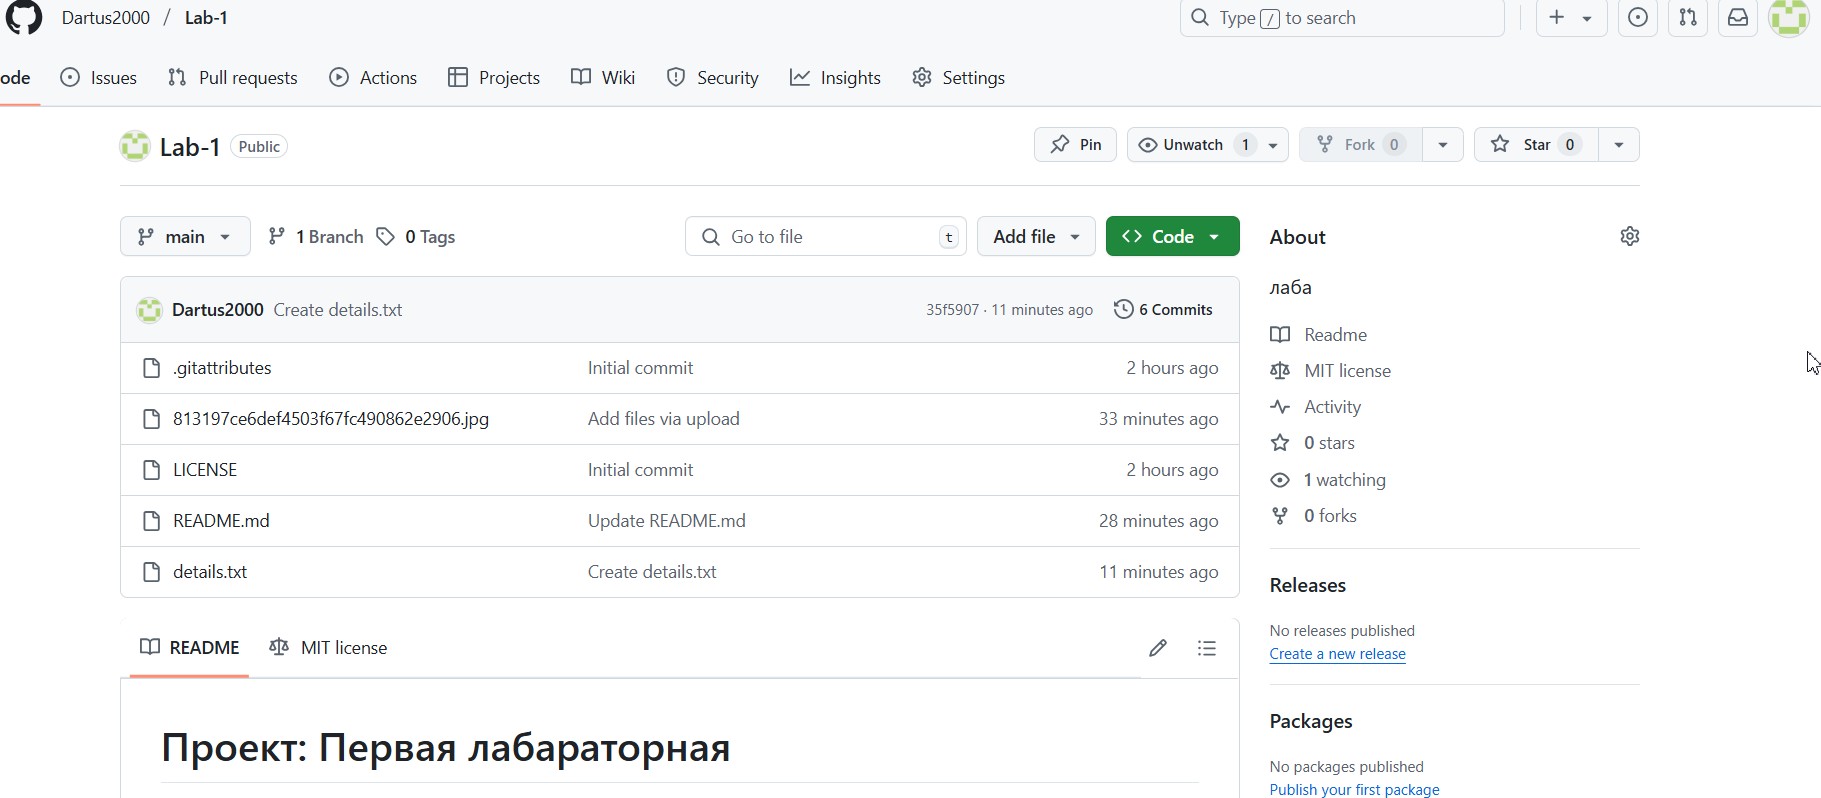 Dartus2000 / Lab-1 Type / to search
ode Issues Pull requests Actions Projects Wiki Security Insights Settings
Lab-1 Public Pin Unwatch 1 Fork 0 Star 0
main 1 Branch 0 Tags Go to file t Add file Code
Dartus2000 Create details.txt 35f5907 · 11 minutes ago 6 Commits
.gitattributes Initial commit 2 hours ago
813197ce6def4503f67fc490862e2906.jpg Add files via upload 33 minutes ago
LICENSE Initial commit 2 hours ago
README.md Update README.md 28 minutes ago
details.txt Create details.txt 11 minutes ago
README MIT license
Проект: Первая лабараторная
About
лаба
Readme
MIT license
Activity
0 stars
1 watching
0 forks
Releases
No releases published
Create a new release
Packages
No packages published
Publish your first package